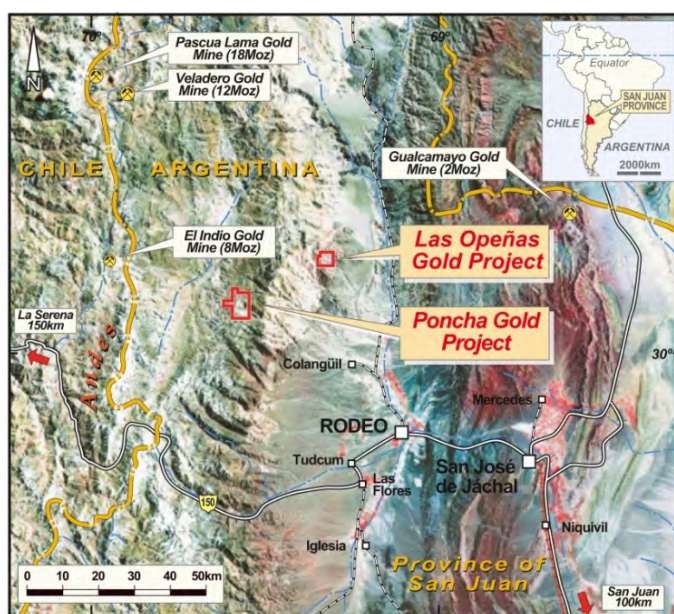 70º
69º
N
Pascua Lama Gold
Mine (18Moz)
Veladero Gold
Mine (12Moz)
CHILE
ARGENTINA
Equator
SAN JUAN
PROVINCE
CHILE
ARGENTINA
2000km
Gualcamayo Gold
Mine (2Moz)
El Indio Gold
Mine (8Moz)
Las Opeñas
Gold Project
Poncha Gold
Project
La Serena
150km
Andes
30º
Colangüil
Mercedes
RODEO
Tudcum
San José
de Jáchal
Las
Flores
150
Niquivil
Iglesia
Province of
San Juan
0 10 20 30 40 50km
San Juan
100km